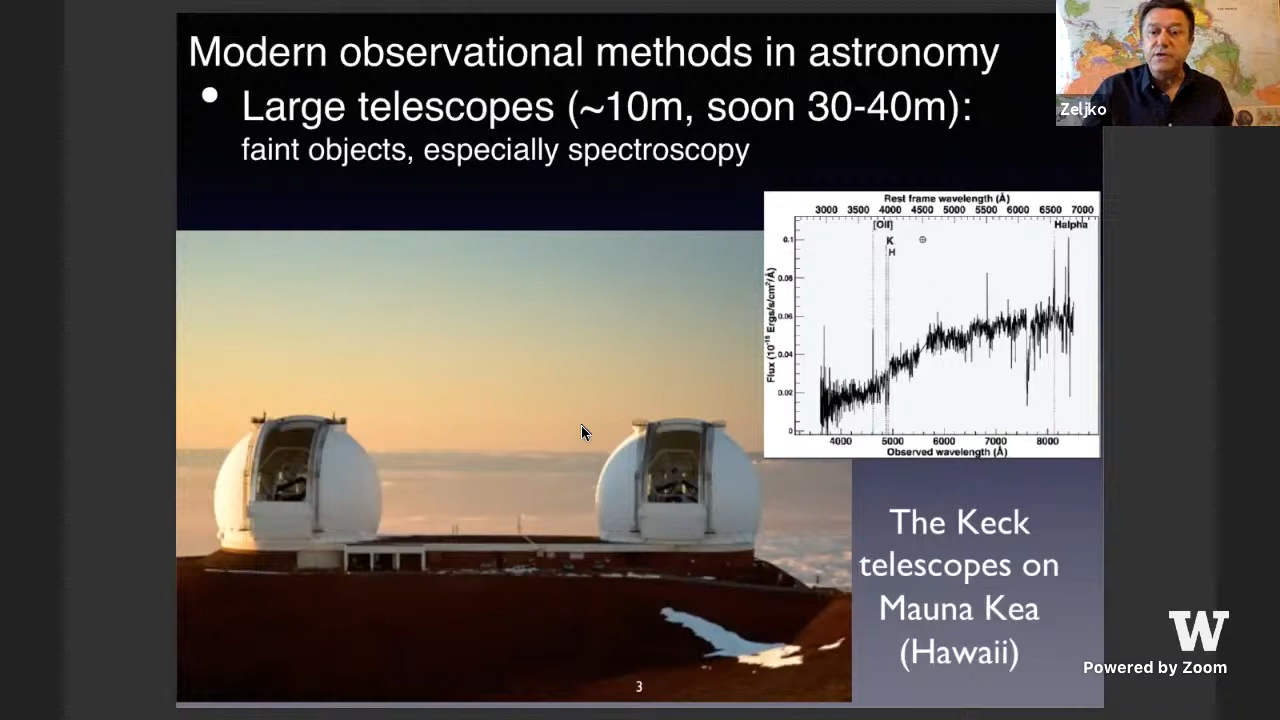 Modern observational methods in astronomy
• Large telescopes (~10m, soon 30-40m):
faint objects, especially spectroscopy
Zeljko
Rest frame wavelength (Å)
3000 3500 4000 4500 5000 5500 6000 6500 7000
[OII]
Halpha
K
H
0.1
0.08
0.06
0.04
0.02
0
Flux (10⁻¹⁸ Ergs/s/cm²/Å)
4000 5000 6000 7000 8000
Observed wavelength (Å)
The Keck
telescopes on
Mauna Kea
(Hawaii)
3
W
Powered by Zoom